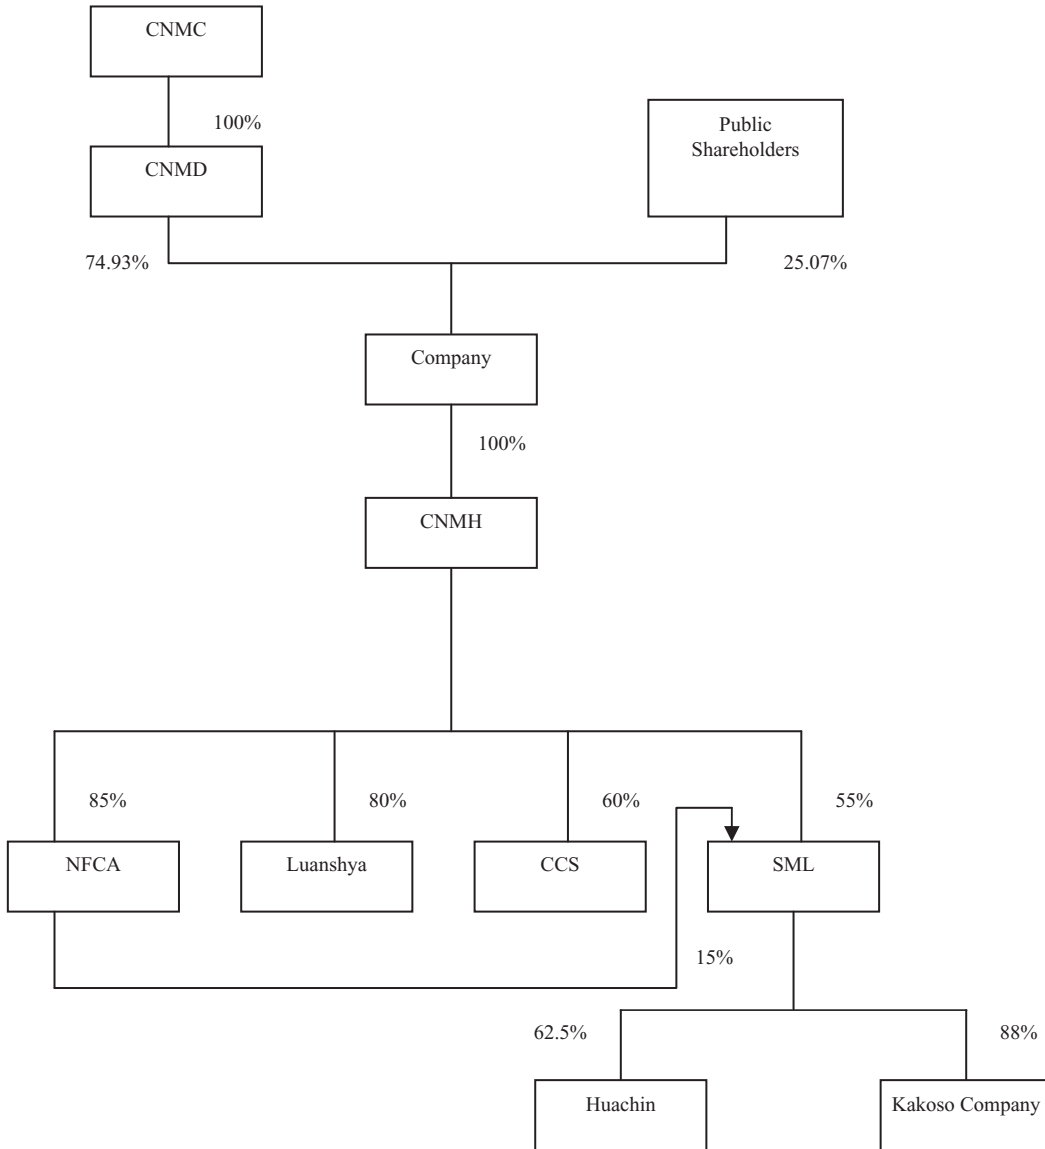 CNMC
100%
Public
Shareholders
CNMD
74.93%
25.07%
Company
100%
CNMH
85%
80%
60%
55%
NFCA
Luanshya
CCS
SML
15%
62.5%
88%
Huachin
Kakoso Company